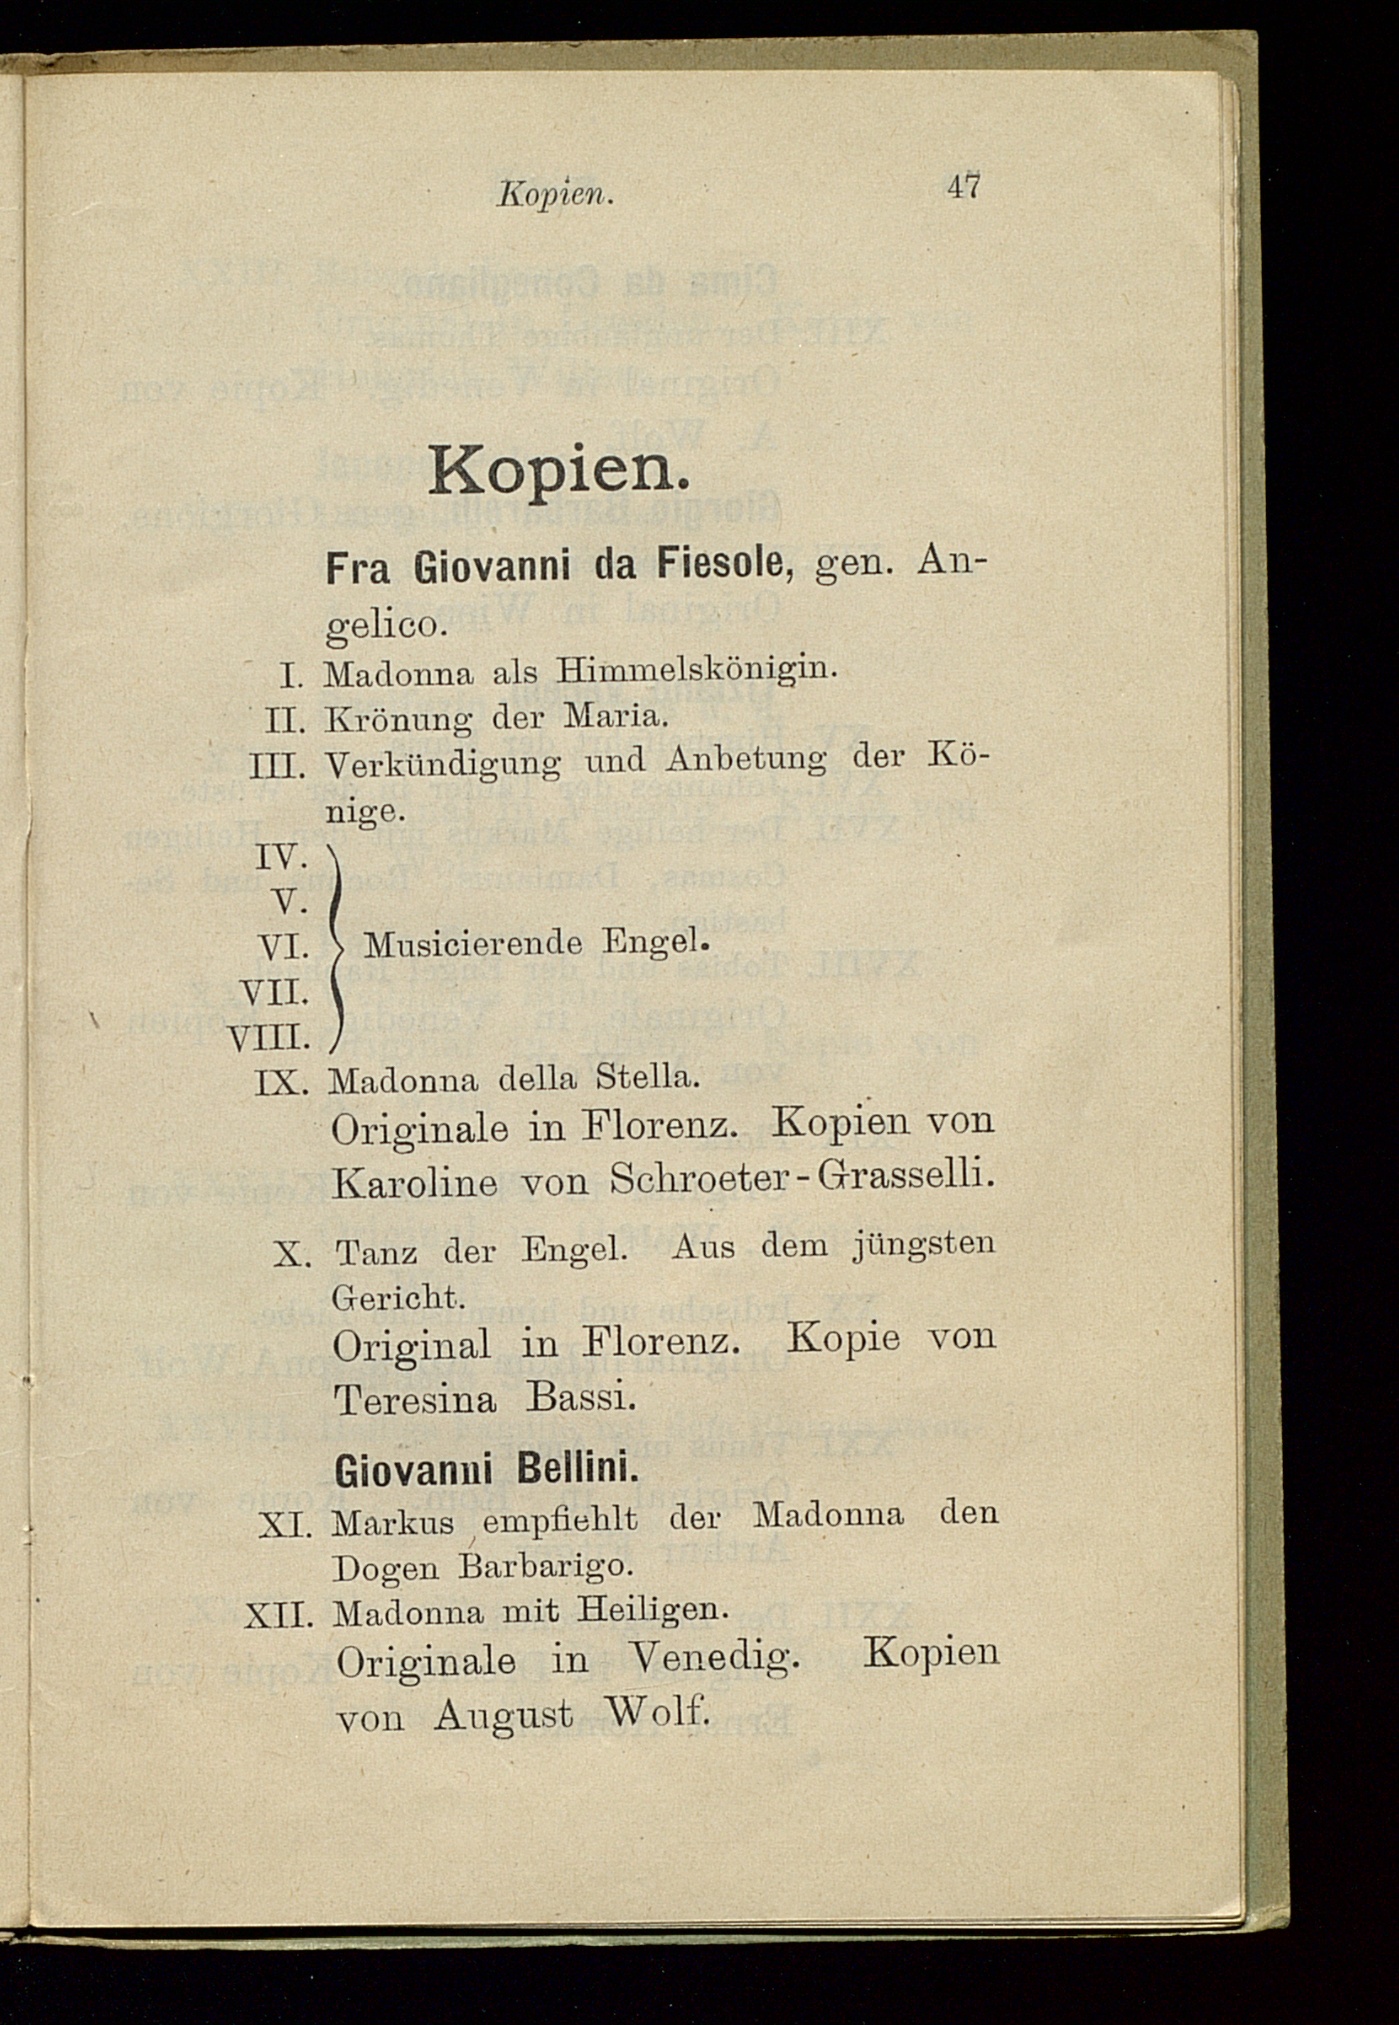 Kopien. 47
Kopien.
Fra Giovanni da Fiesole, gen. An-
gelico.
I. Madonna als Himmelskönigin.
II. Krönung der Maria.
III. Verkündigung und Anbetung der Kö-
nige.
IV.
V.
VI. Musicierende Engel.
VII.
VIII.
IX. Madonna della Stella.
Originale in Florenz. Kopien von
Karoline von Schroeter-Grasselli.
X. Tanz der Engel. Aus dem jüngsten
Gericht.
Original in Florenz. Kopie von
Teresina Bassi.
Giovanni Bellini.
XI. Markus empfiehlt der Madonna den
Dogen Barbarigo.
XII. Madonna mit Heiligen.
Originale in Venedig. Kopien
von August Wolf.